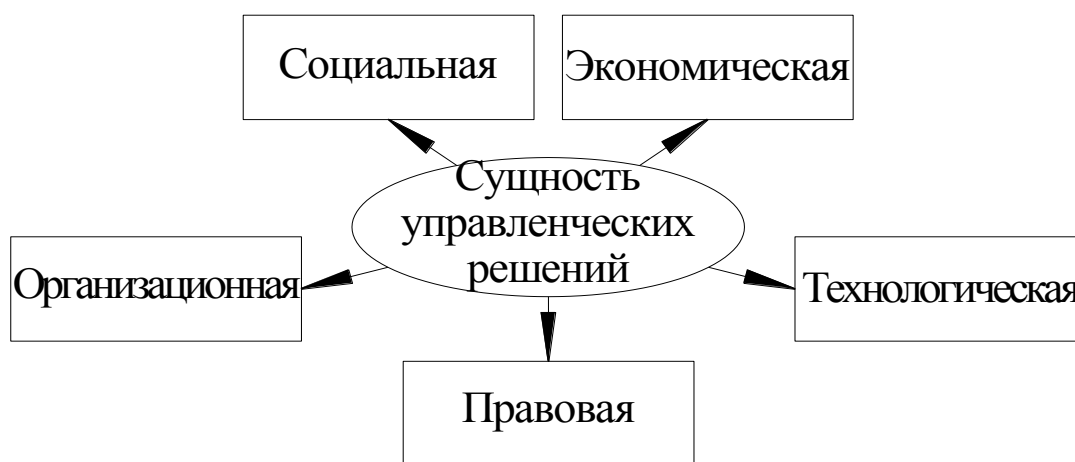 Социальная
Экономическая
Сущность
управленческих
решений
Организационная
Технологическая
Правовая